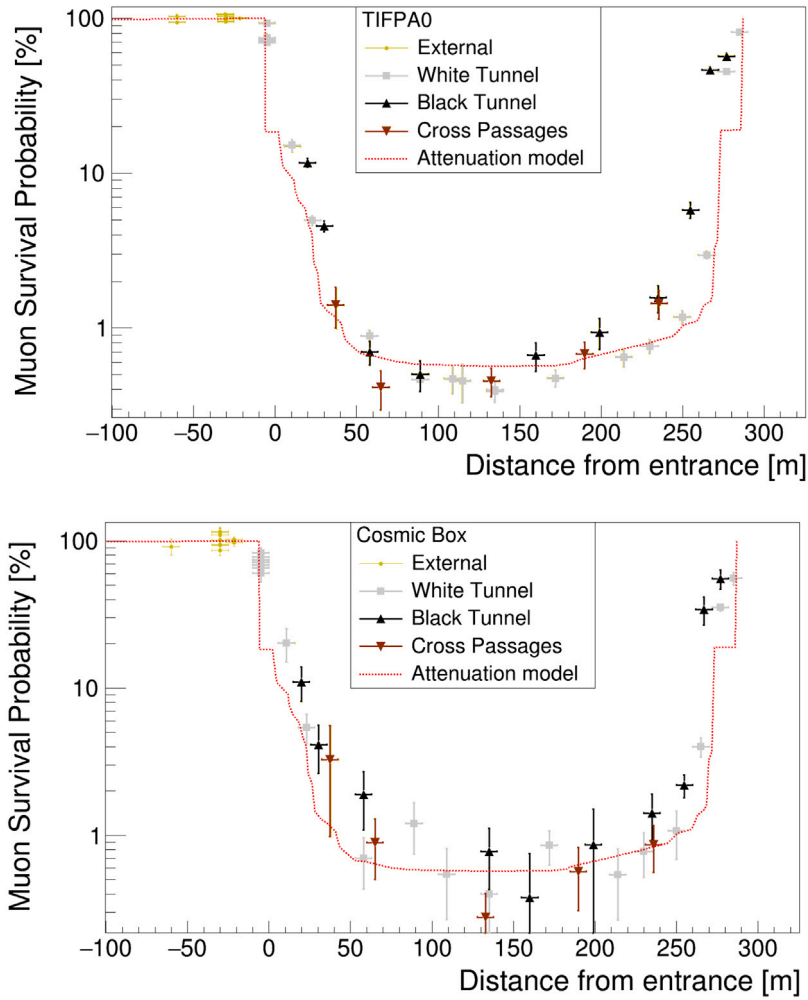 Muon Survival Probability [%]
100
10
1
TIFPA0
External
White Tunnel
Black Tunnel
Cross Passages
Attenuation model
−100 −50 0 50 100 150 200 250 300
Distance from entrance [m]
Muon Survival Probability [%]
100
10
1
Cosmic Box
External
White Tunnel
Black Tunnel
Cross Passages
Attenuation model
−100 −50 0 50 100 150 200 250 300
Distance from entrance [m]